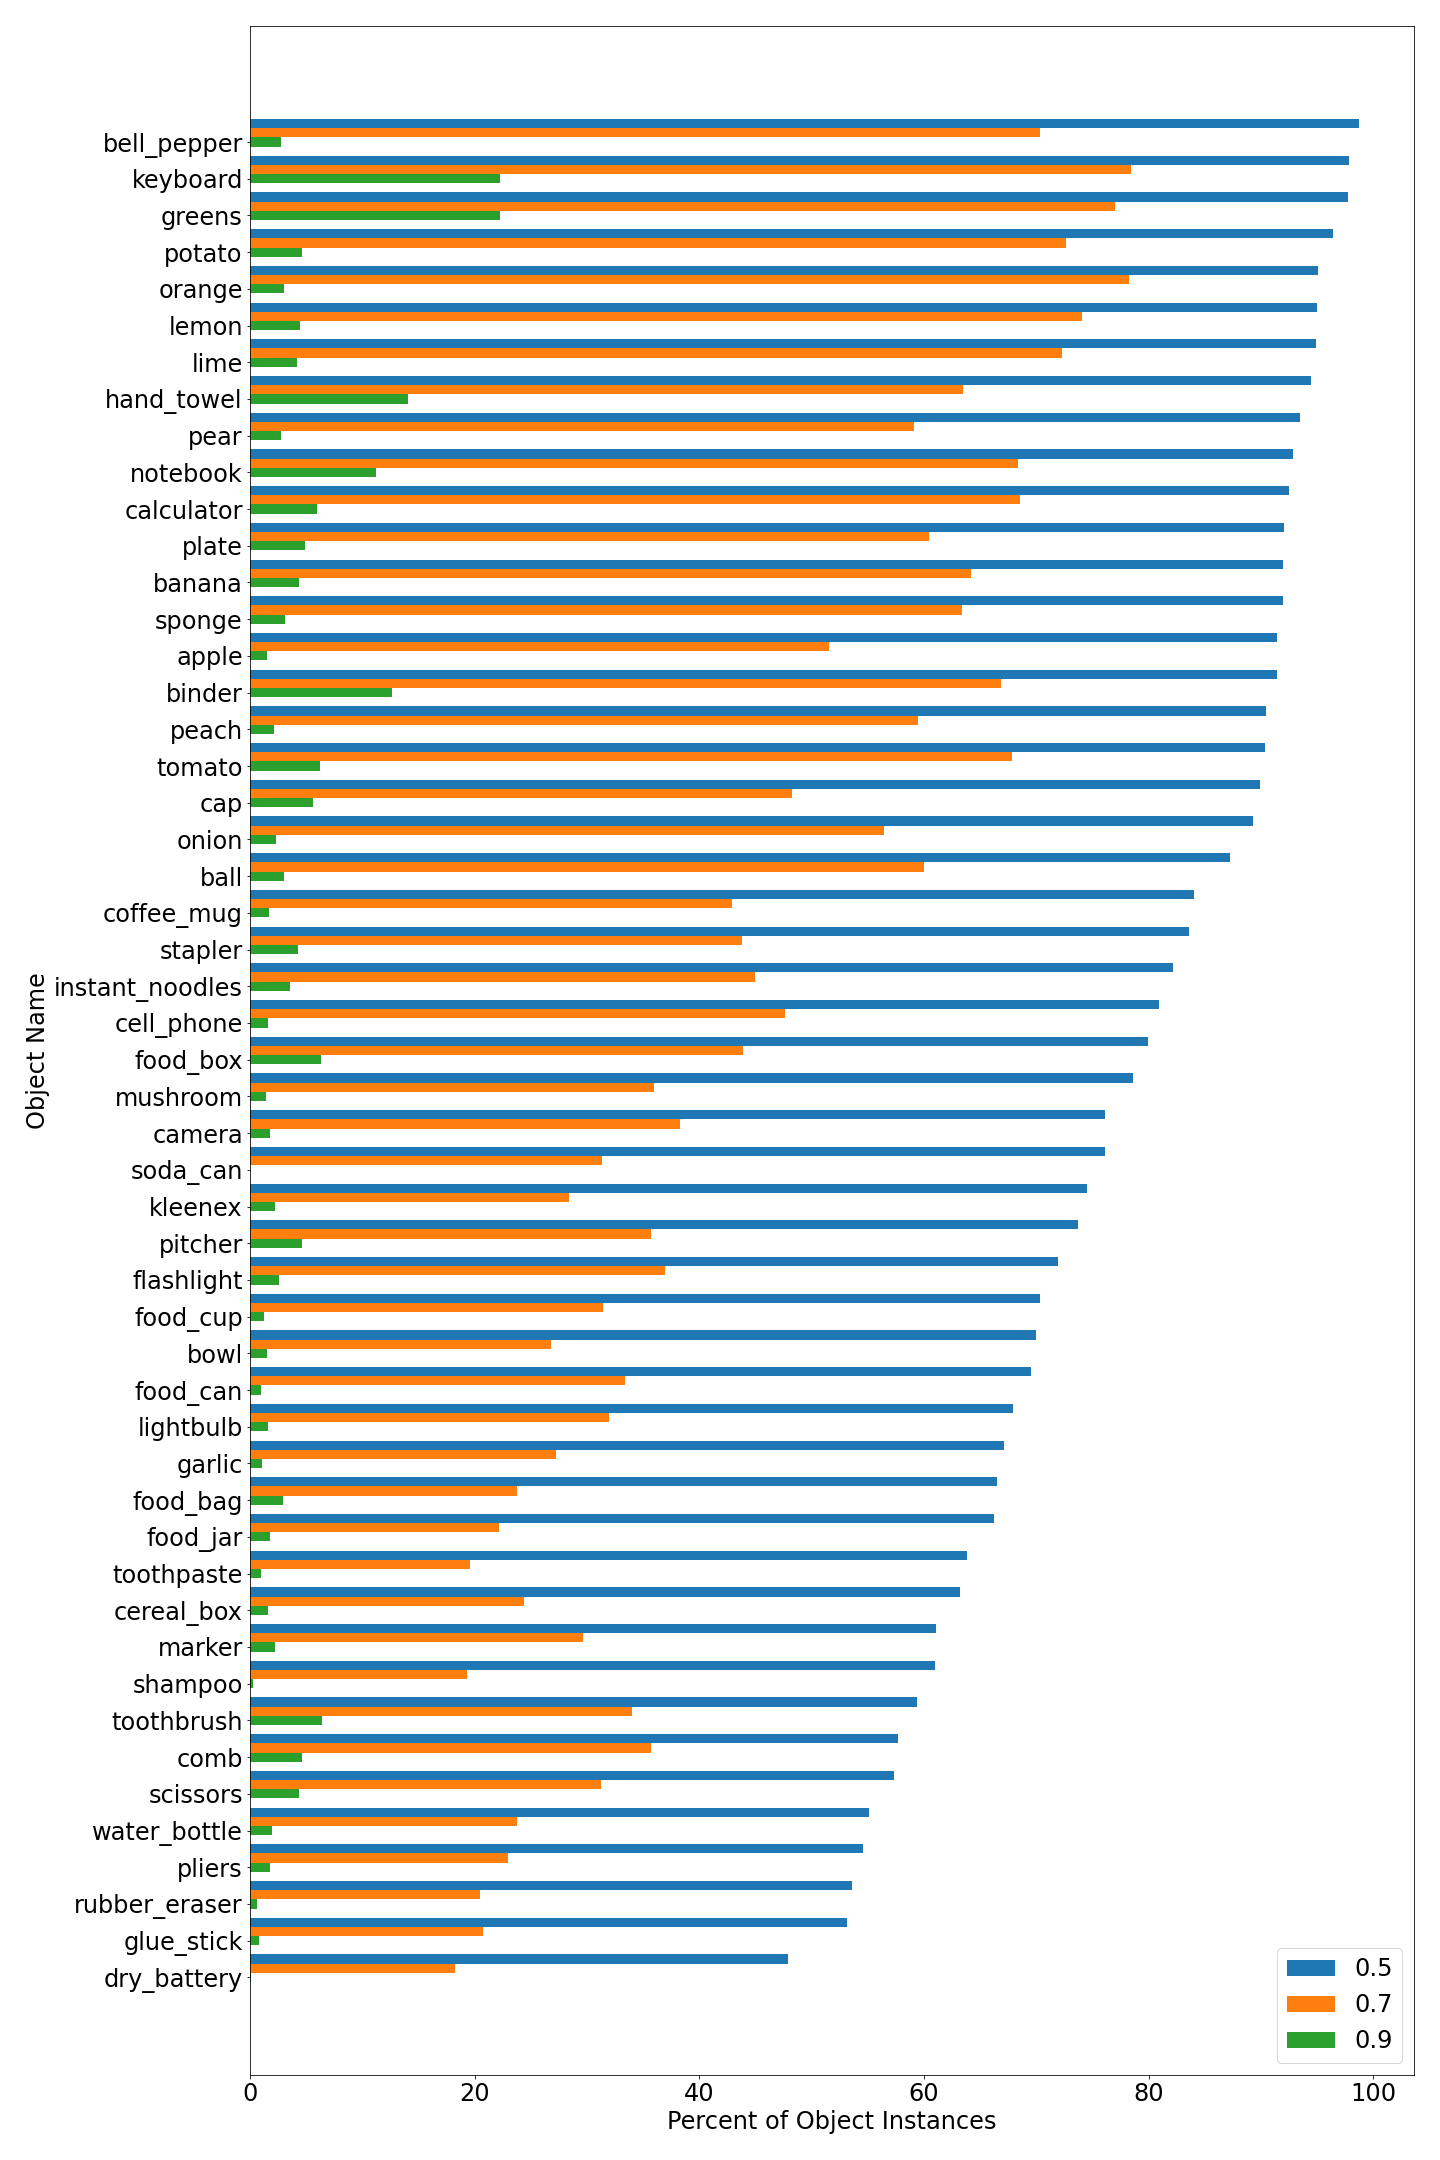 bell_pepper
keyboard
greens
potato
orange
lemon
lime
hand_towel
pear
notebook
calculator
plate
banana
sponge
apple
binder
peach
tomato
cap
onion
ball
coffee_mug
stapler
instant_noodles
cell_phone
food_box
mushroom
camera
soda_can
kleenex
pitcher
flashlight
food_cup
bowl
food_can
lightbulb
garlic
food_bag
food_jar
toothpaste
cereal_box
marker
shampoo
toothbrush
comb
scissors
water_bottle
pliers
rubber_eraser
glue_stick
dry_battery
Object Name
0.5
0.7
0.9
0 20 40 60 80 100
Percent of Object Instances